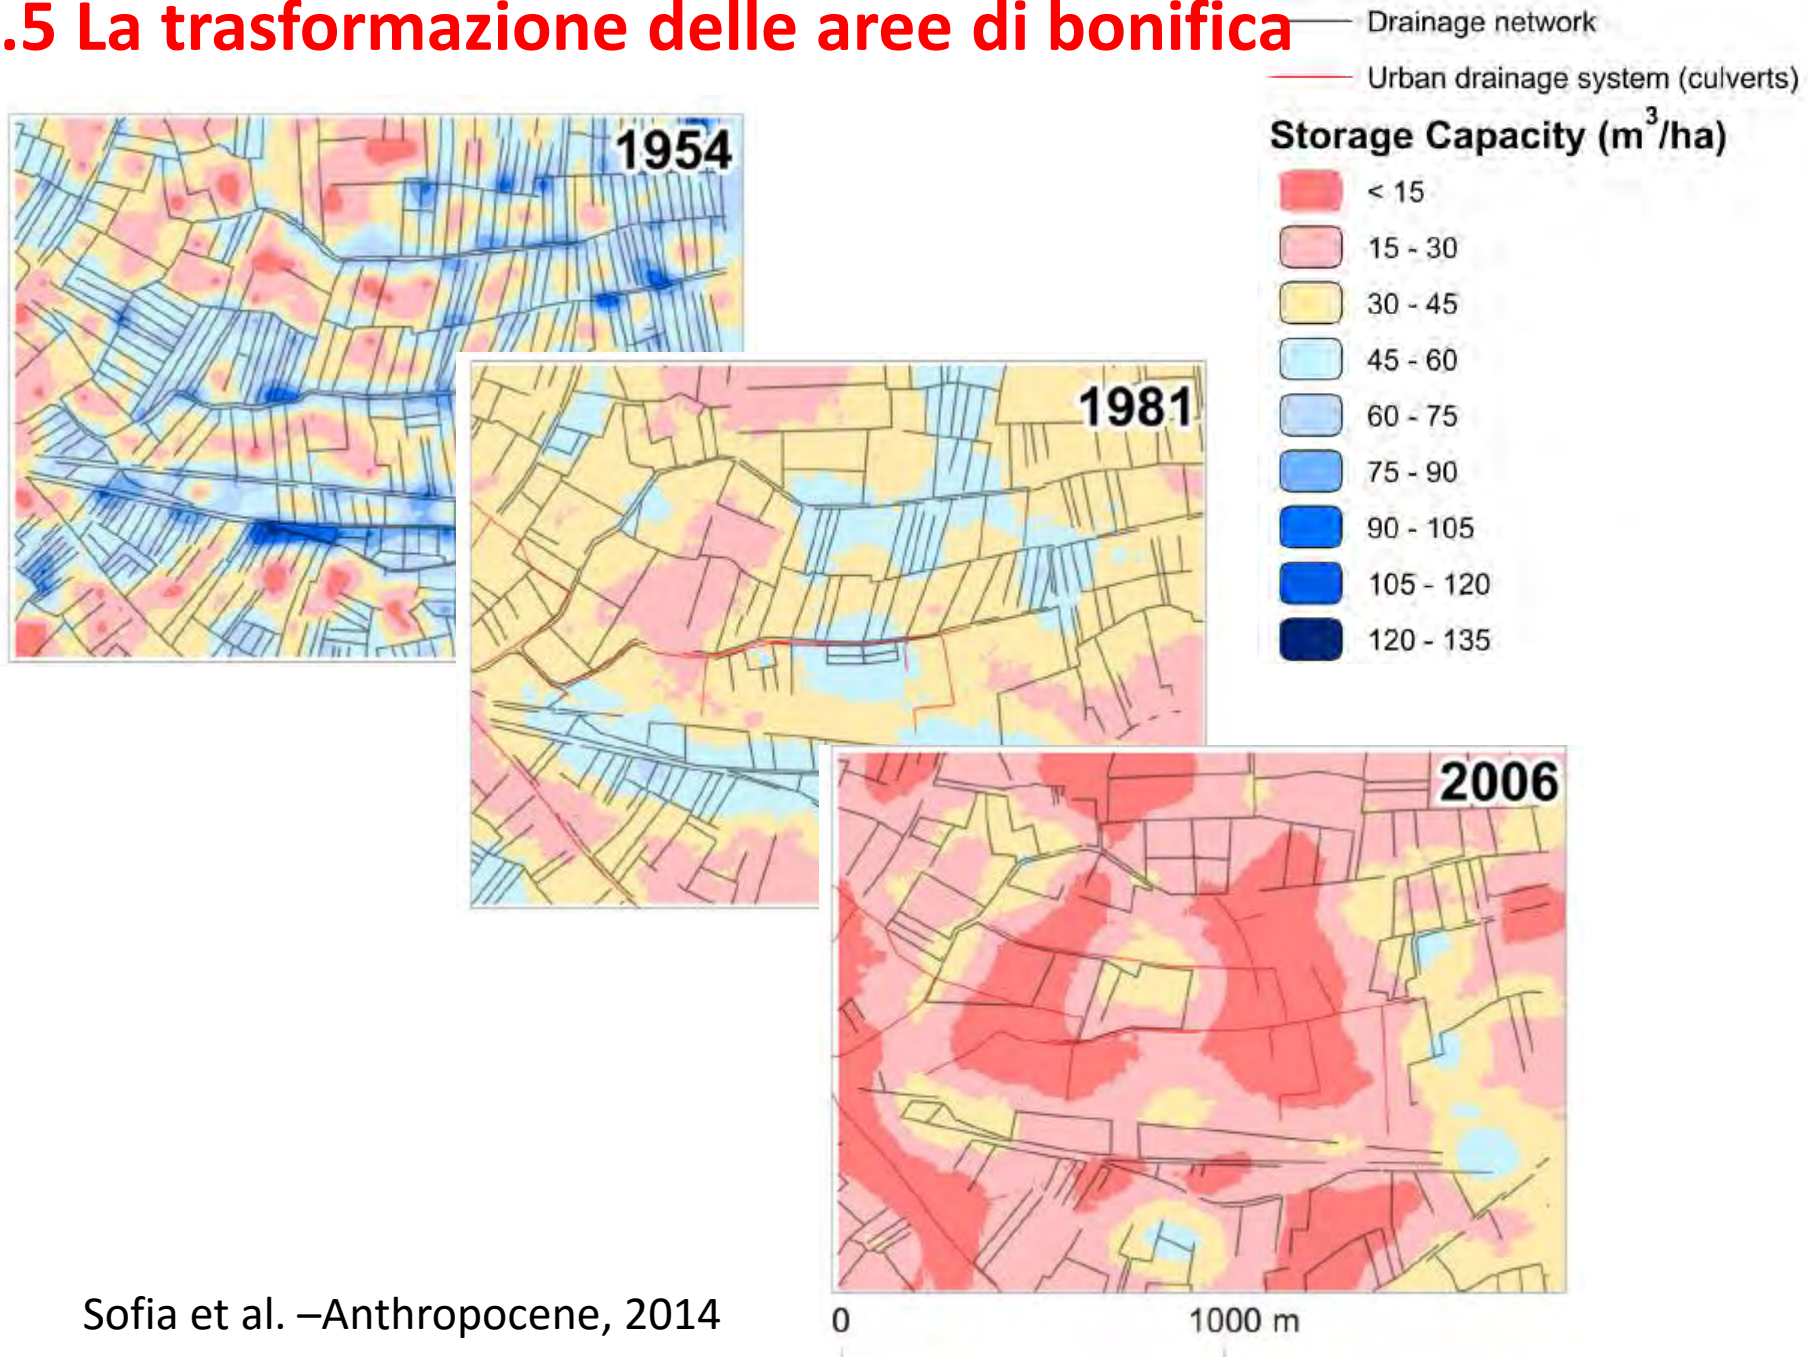 .5 La trasformazione delle aree di bonifica
Drainage network
Urban drainage system (culverts)
Storage Capacity (m³/ha)
< 15
15 - 30
30 - 45
45 - 60
60 - 75
75 - 90
90 - 105
105 - 120
120 - 135
1954
1981
2006
0 1000 m
Sofia et al. –Anthropocene, 2014